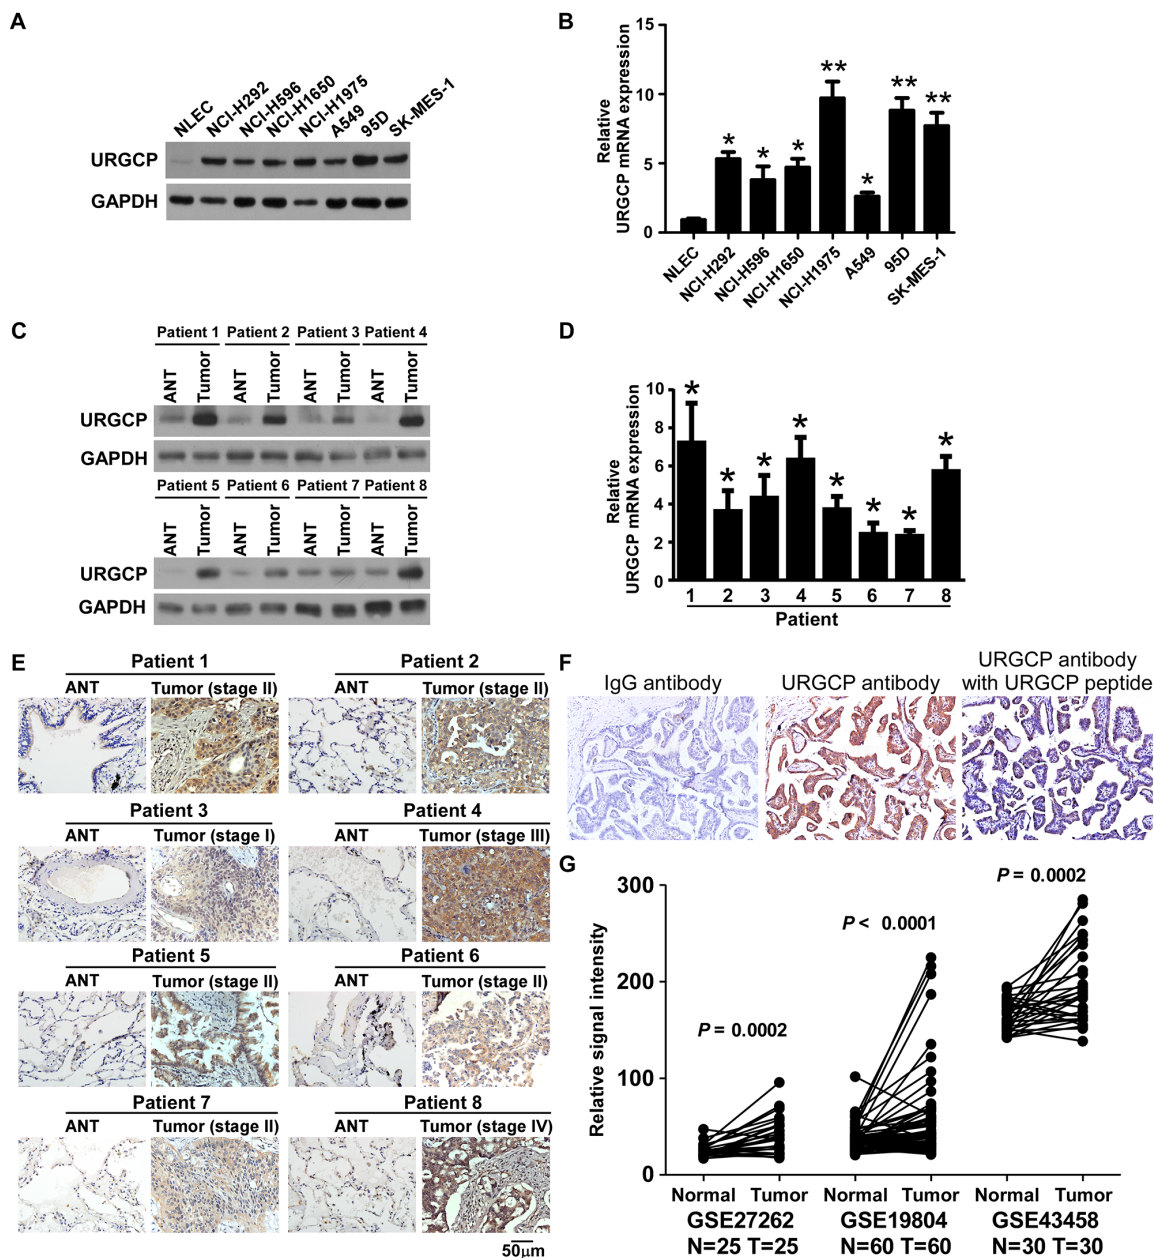 A
NLEC
NCI-H292
NCI-H596
NCI-H1650
NCI-H1975
A549
95D
SK-MES-1
URGCP
GAPDH
B
Relative
URGCP mRNA expression
15
10
5
0
* * * ** * ** **
NLEC
NCI-H292
NCI-H596
NCI-H1650
NCI-H1975
A549
95D
SK-MES-1
C
Patient 1 Patient 2 Patient 3 Patient 4
ANT Tumor ANT Tumor ANT Tumor ANT Tumor
URGCP
GAPDH
Patient 5 Patient 6 Patient 7 Patient 8
ANT Tumor ANT Tumor ANT Tumor ANT Tumor
URGCP
GAPDH
D
Relative
URGCP mRNA expression
10
8
6
4
2
0
* * * * * * * *
1 2 3 4 5 6 7 8
Patient
E
Patient 1 Patient 2
ANT Tumor (stage II) ANT Tumor (stage II)
Patient 3 Patient 4
ANT Tumor (stage I) ANT Tumor (stage III)
Patient 5 Patient 6
ANT Tumor (stage II) ANT Tumor (stage II)
Patient 7 Patient 8
ANT Tumor (stage II) ANT Tumor (stage IV)
50µm
F
IgG antibody
URGCP antibody
URGCP antibody
with URGCP peptide
G
Relative signal intensity
300
200
100
0
P = 0.0002
P < 0.0001
P = 0.0002
Normal Tumor Normal Tumor Normal Tumor
GSE27262 GSE19804 GSE43458
N=25 T=25 N=60 T=60 N=30 T=30